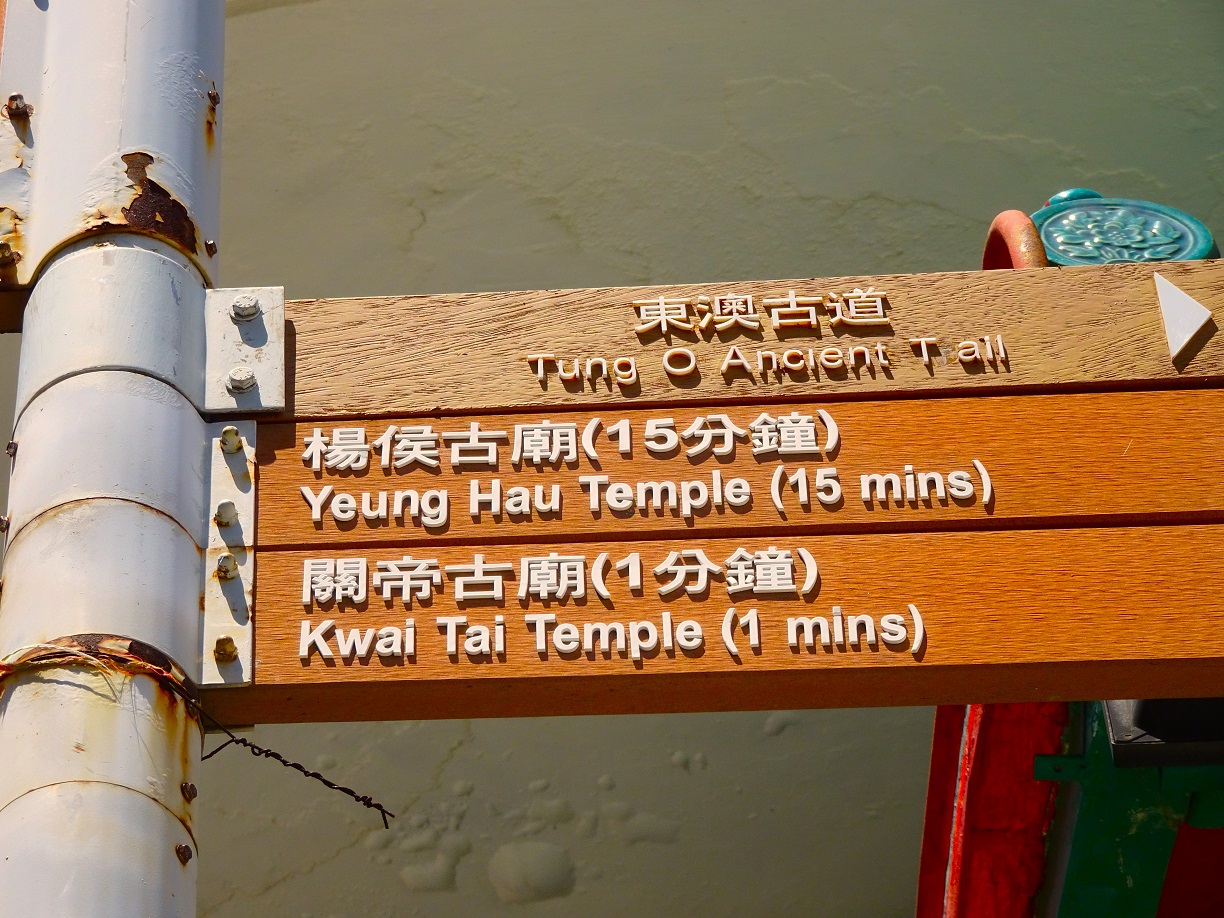 東澳古道
Tung O Ancient Trail
楊侯古廟(15分鐘)
Yeung Hau Temple (15 mins)
關帝古廟(1分鐘)
Kwai Tai Temple (1 mins)